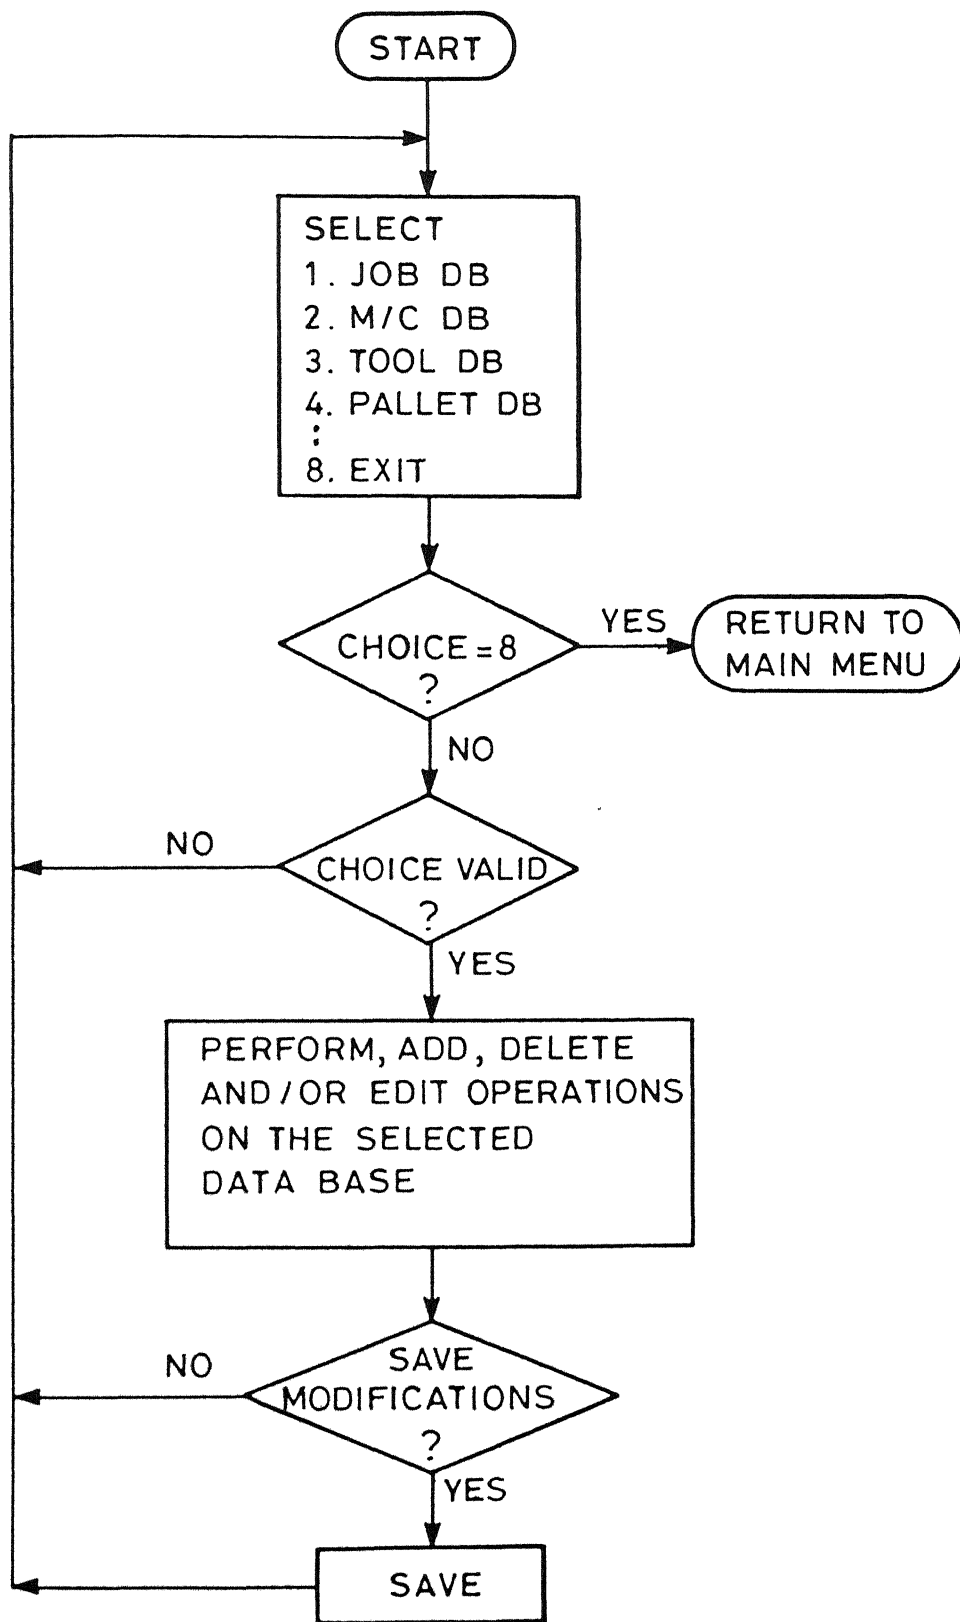 START
SELECT
1. JOB DB
2. M/C DB
3. TOOL DB
4. PALLET DB
:
8. EXIT
CHOICE = 8
?
YES
RETURN TO
MAIN MENU
NO
CHOICE VALID
?
NO
YES
PERFORM, ADD, DELETE
AND/OR EDIT OPERATIONS
ON THE SELECTED
DATA BASE
SAVE
MODIFICATIONS
?
NO
YES
SAVE